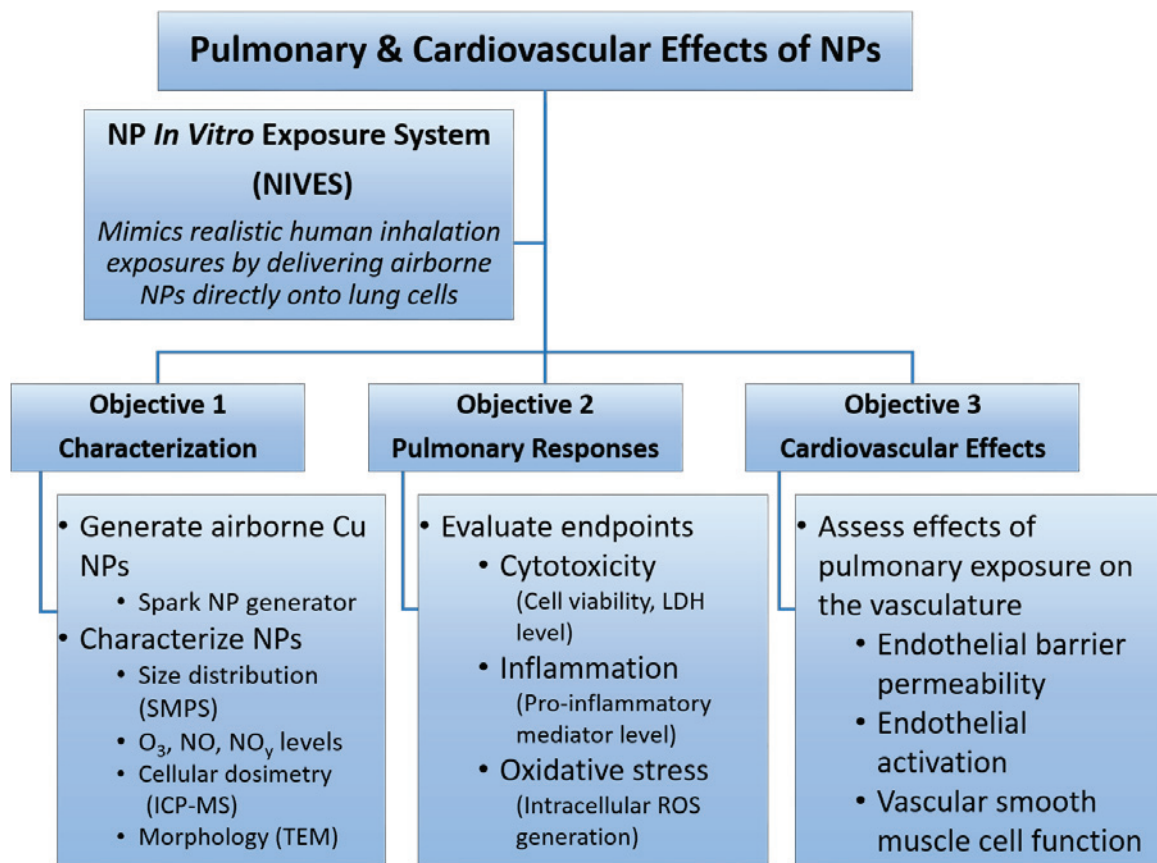 Pulmonary & Cardiovascular Effects of NPs
NP In Vitro Exposure System
(NIVES)
Mimics realistic human inhalation
exposures by delivering airborne
NPs directly onto lung cells
Objective 1
Characterization
• Generate airborne Cu
NPs
• Spark NP generator
• Characterize NPs
• Size distribution
(SMPS)
• O₃, NO, NOᵧ levels
• Cellular dosimetry
(ICP-MS)
• Morphology (TEM)
Objective 2
Pulmonary Responses
• Evaluate endpoints
• Cytotoxicity
(Cell viability, LDH
level)
• Inflammation
(Pro-inflammatory
mediator level)
• Oxidative stress
(Intracellular ROS
generation)
Objective 3
Cardiovascular Effects
• Assess effects of
pulmonary exposure on
the vasculature
• Endothelial barrier
permeability
• Endothelial
activation
• Vascular smooth
muscle cell function